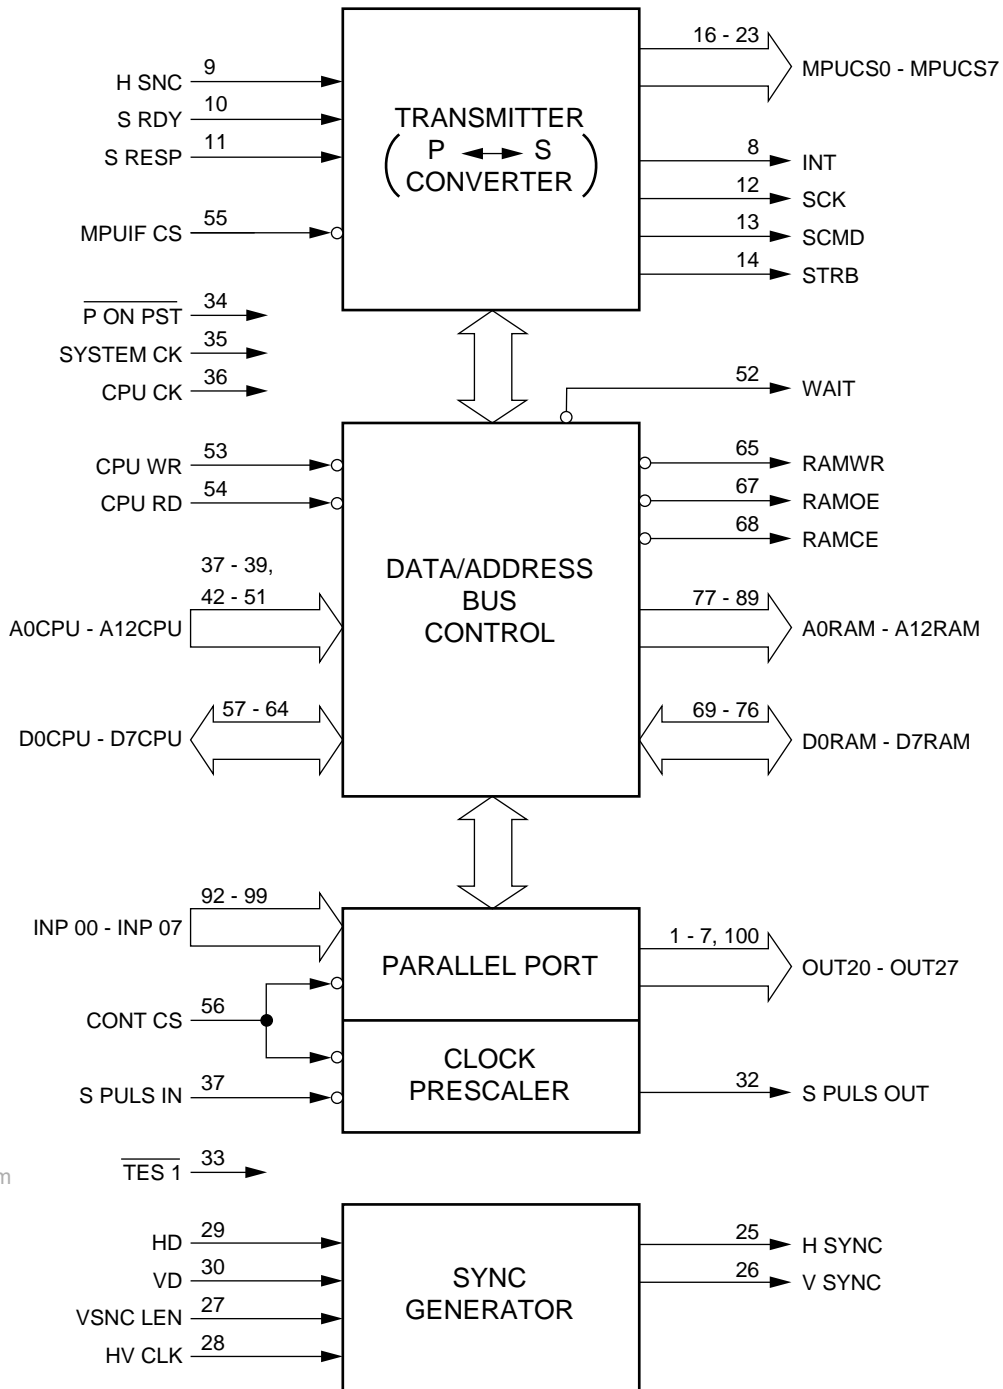 16 - 23
MPUCS0 - MPUCS7
H SNC 9
S RDY 10
S RESP 11
TRANSMITTER
( P S )
CONVERTER
8 INT
12 SCK
13 SCMD
14 STRB
MPUIF CS 55
P ON PST 34
SYSTEM CK 35
CPU CK 36
52 WAIT
CPU WR 53
CPU RD 54
65 RAMWR
67 RAMOE
68 RAMCE
DATA/ADDRESS
BUS
CONTROL
37 - 39,
42 - 51
A0CPU - A12CPU
77 - 89
A0RAM - A12RAM
57 - 64
D0CPU - D7CPU
69 - 76
D0RAM - D7RAM
92 - 99
INP 00 - INP 07
PARALLEL PORT
1 - 7, 100
OUT20 - OUT27
CONT CS 56
CLOCK
PRESCALER
S PULS IN 37
32 S PULS OUT
TES 1 33
m
HD 29
VD 30
VSNC LEN 27
HV CLK 28
SYNC
GENERATOR
25 H SYNC
26 V SYNC